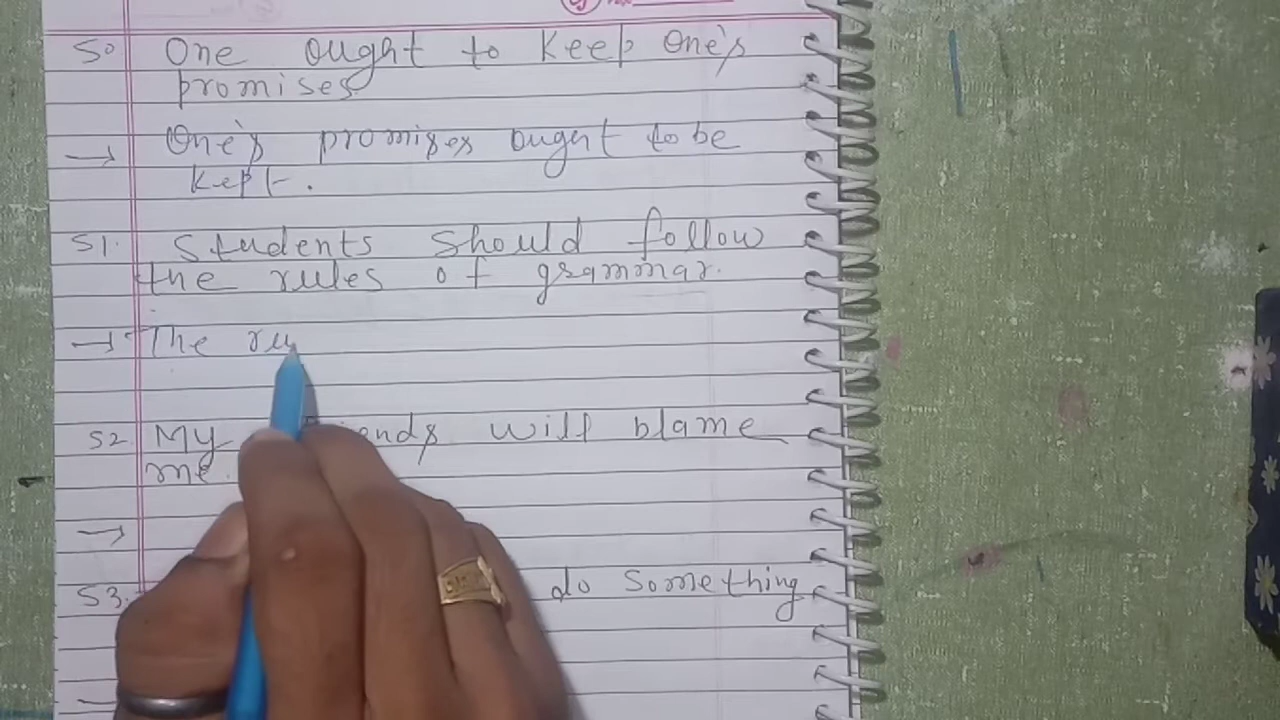 50 One ought to keep One's
promises.
→ One's promises ought to be
kept.
51. Students should follow
the rules of grammar.
→ The ru
52. My will blame
me.
→
53. do something
→